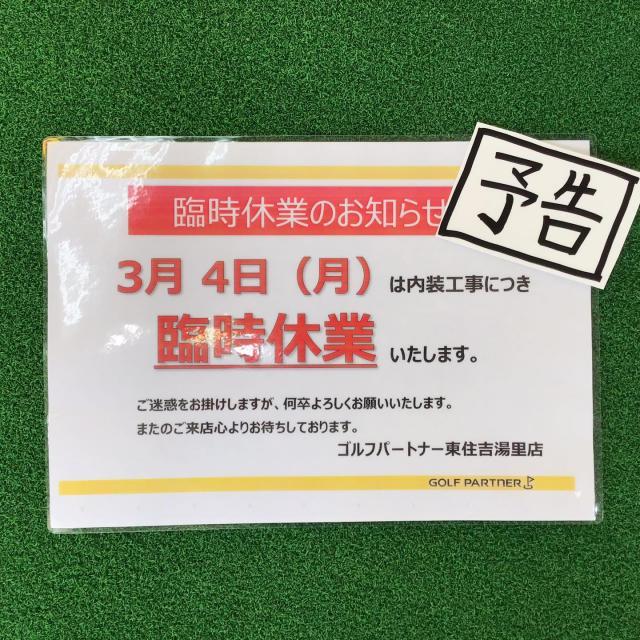 予告
臨時休業のお知らせ
3月 4日（月）は内装工事につき
臨時休業 いたします。
ご迷惑をお掛けしますが、何卒よろしくお願いいたします。
またのご来店心よりお待ちしております。
ゴルフパートナー東住吉湯里店
GOLF PARTNER